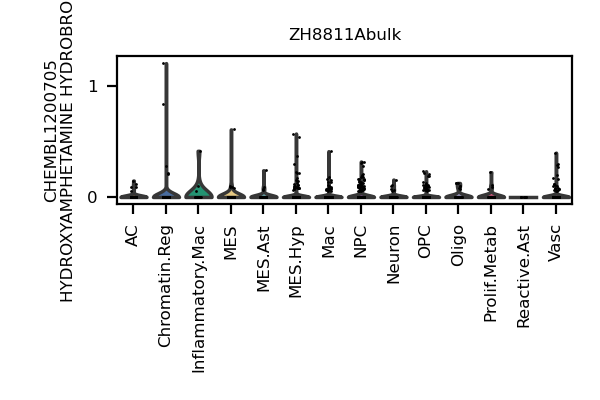 ZH8811Abulk
CHEMBL1200705
HYDROXYAMPHETAMINE HYDROBRO
1
0
AC
Chromatin.Reg
Inflammatory.Mac
MES
MES.Ast
MES.Hyp
Mac
NPC
Neuron
OPC
Oligo
Prolif.Metab
Reactive.Ast
Vasc